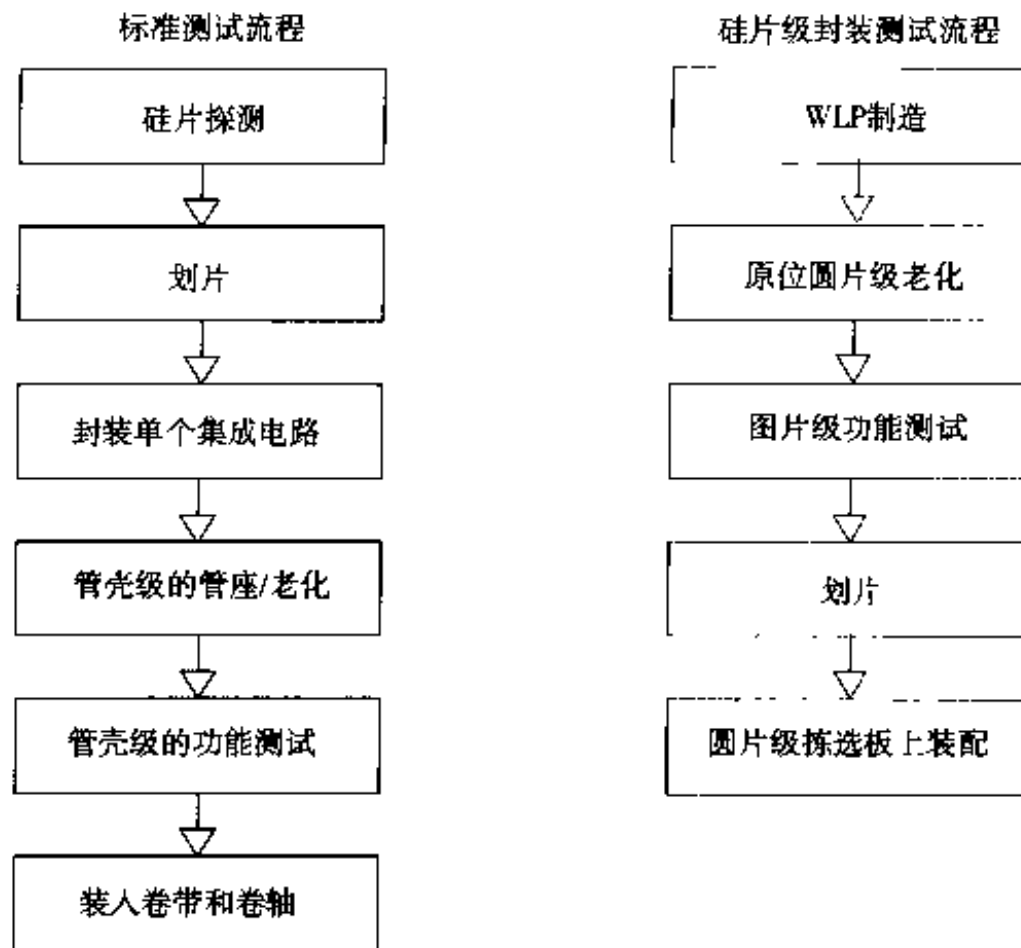 标准测试流程
硅片探测
划片
封装单个集成电路
管壳级的管座/老化
管壳级的功能测试
装人卷带和卷轴
硅片级封装测试流程
WLP制造
原位圆片级老化
图片级功能测试
划片
圆片级拣选板上装配